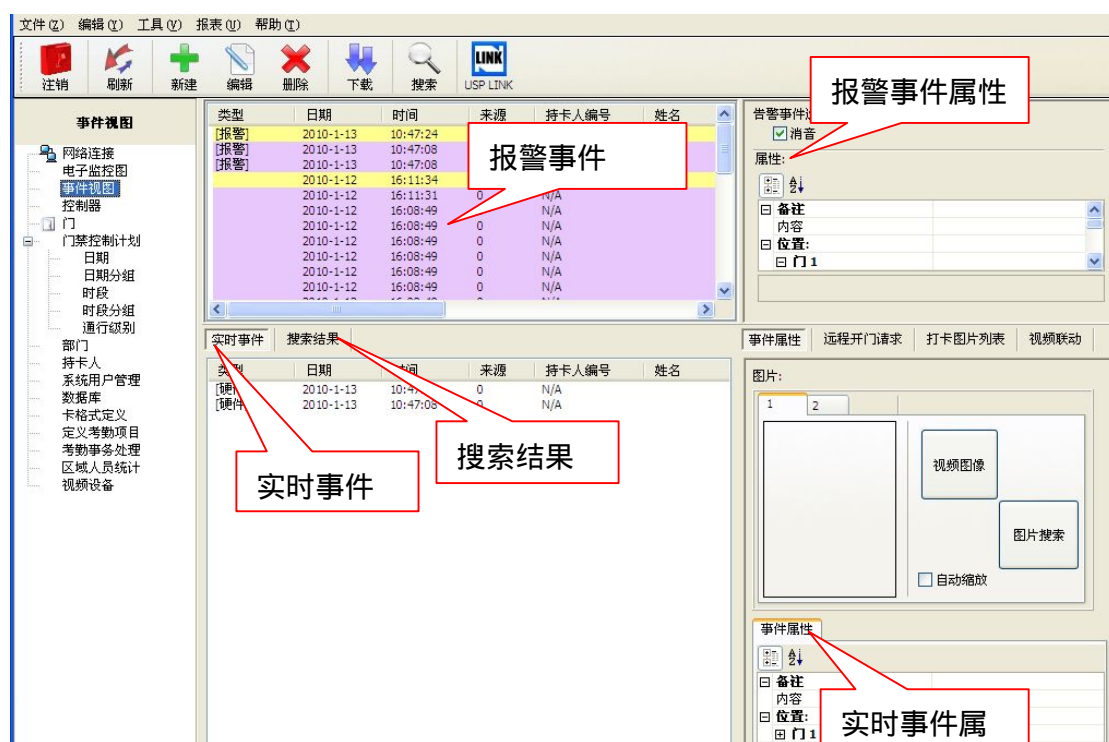 文件(Z) 编辑(Y) 工具(V) 报表(U) 帮助(T)
注销 刷新 新建 编辑 删除 下载 搜索 USP LINK
LINK
事件视图
网络连接
电子监控图
事件视图
控制器
门
门禁控制计划
日期
日期分组
时段
时段分组
通行级别
部门
持卡人
系统用户管理
数据库
卡格式定义
定义考勤项目
考勤事务处理
区域人员统计
视频设备
类型 日期 时间 来源 持卡人编号 姓名
[报警] 2010-1-13 10:47:24
[报警] 2010-1-13 10:47:08
[报警] 2010-1-13 10:47:08
2010-1-12 16:11:34
2010-1-12 16:11:31 0 N/A
2010-1-12 16:08:49 N/A
2010-1-12 16:08:49 0 N/A
2010-1-12 16:08:49 0 N/A
2010-1-12 16:08:49 0 N/A
2010-1-12 16:08:49 0 N/A
2010-1-12 16:08:49 0 N/A
报警事件
报警事件属性
告警事件
消音
属性:
备注
内容
位置:
门 1
实时事件 搜索结果
类型 日期 时间 来源 持卡人编号 姓名
[硬件 2010-1-13 10:47 0 N/A
[硬件 2010-1-13 10:47:08 0 N/A
实时事件
搜索结果
事件属性 远程开门请求 打卡图片列表 视频联动
图片:
1 2
视频图像
图片搜索
自动缩放
事件属性
备注
内容
位置:
门 1
实时事件属